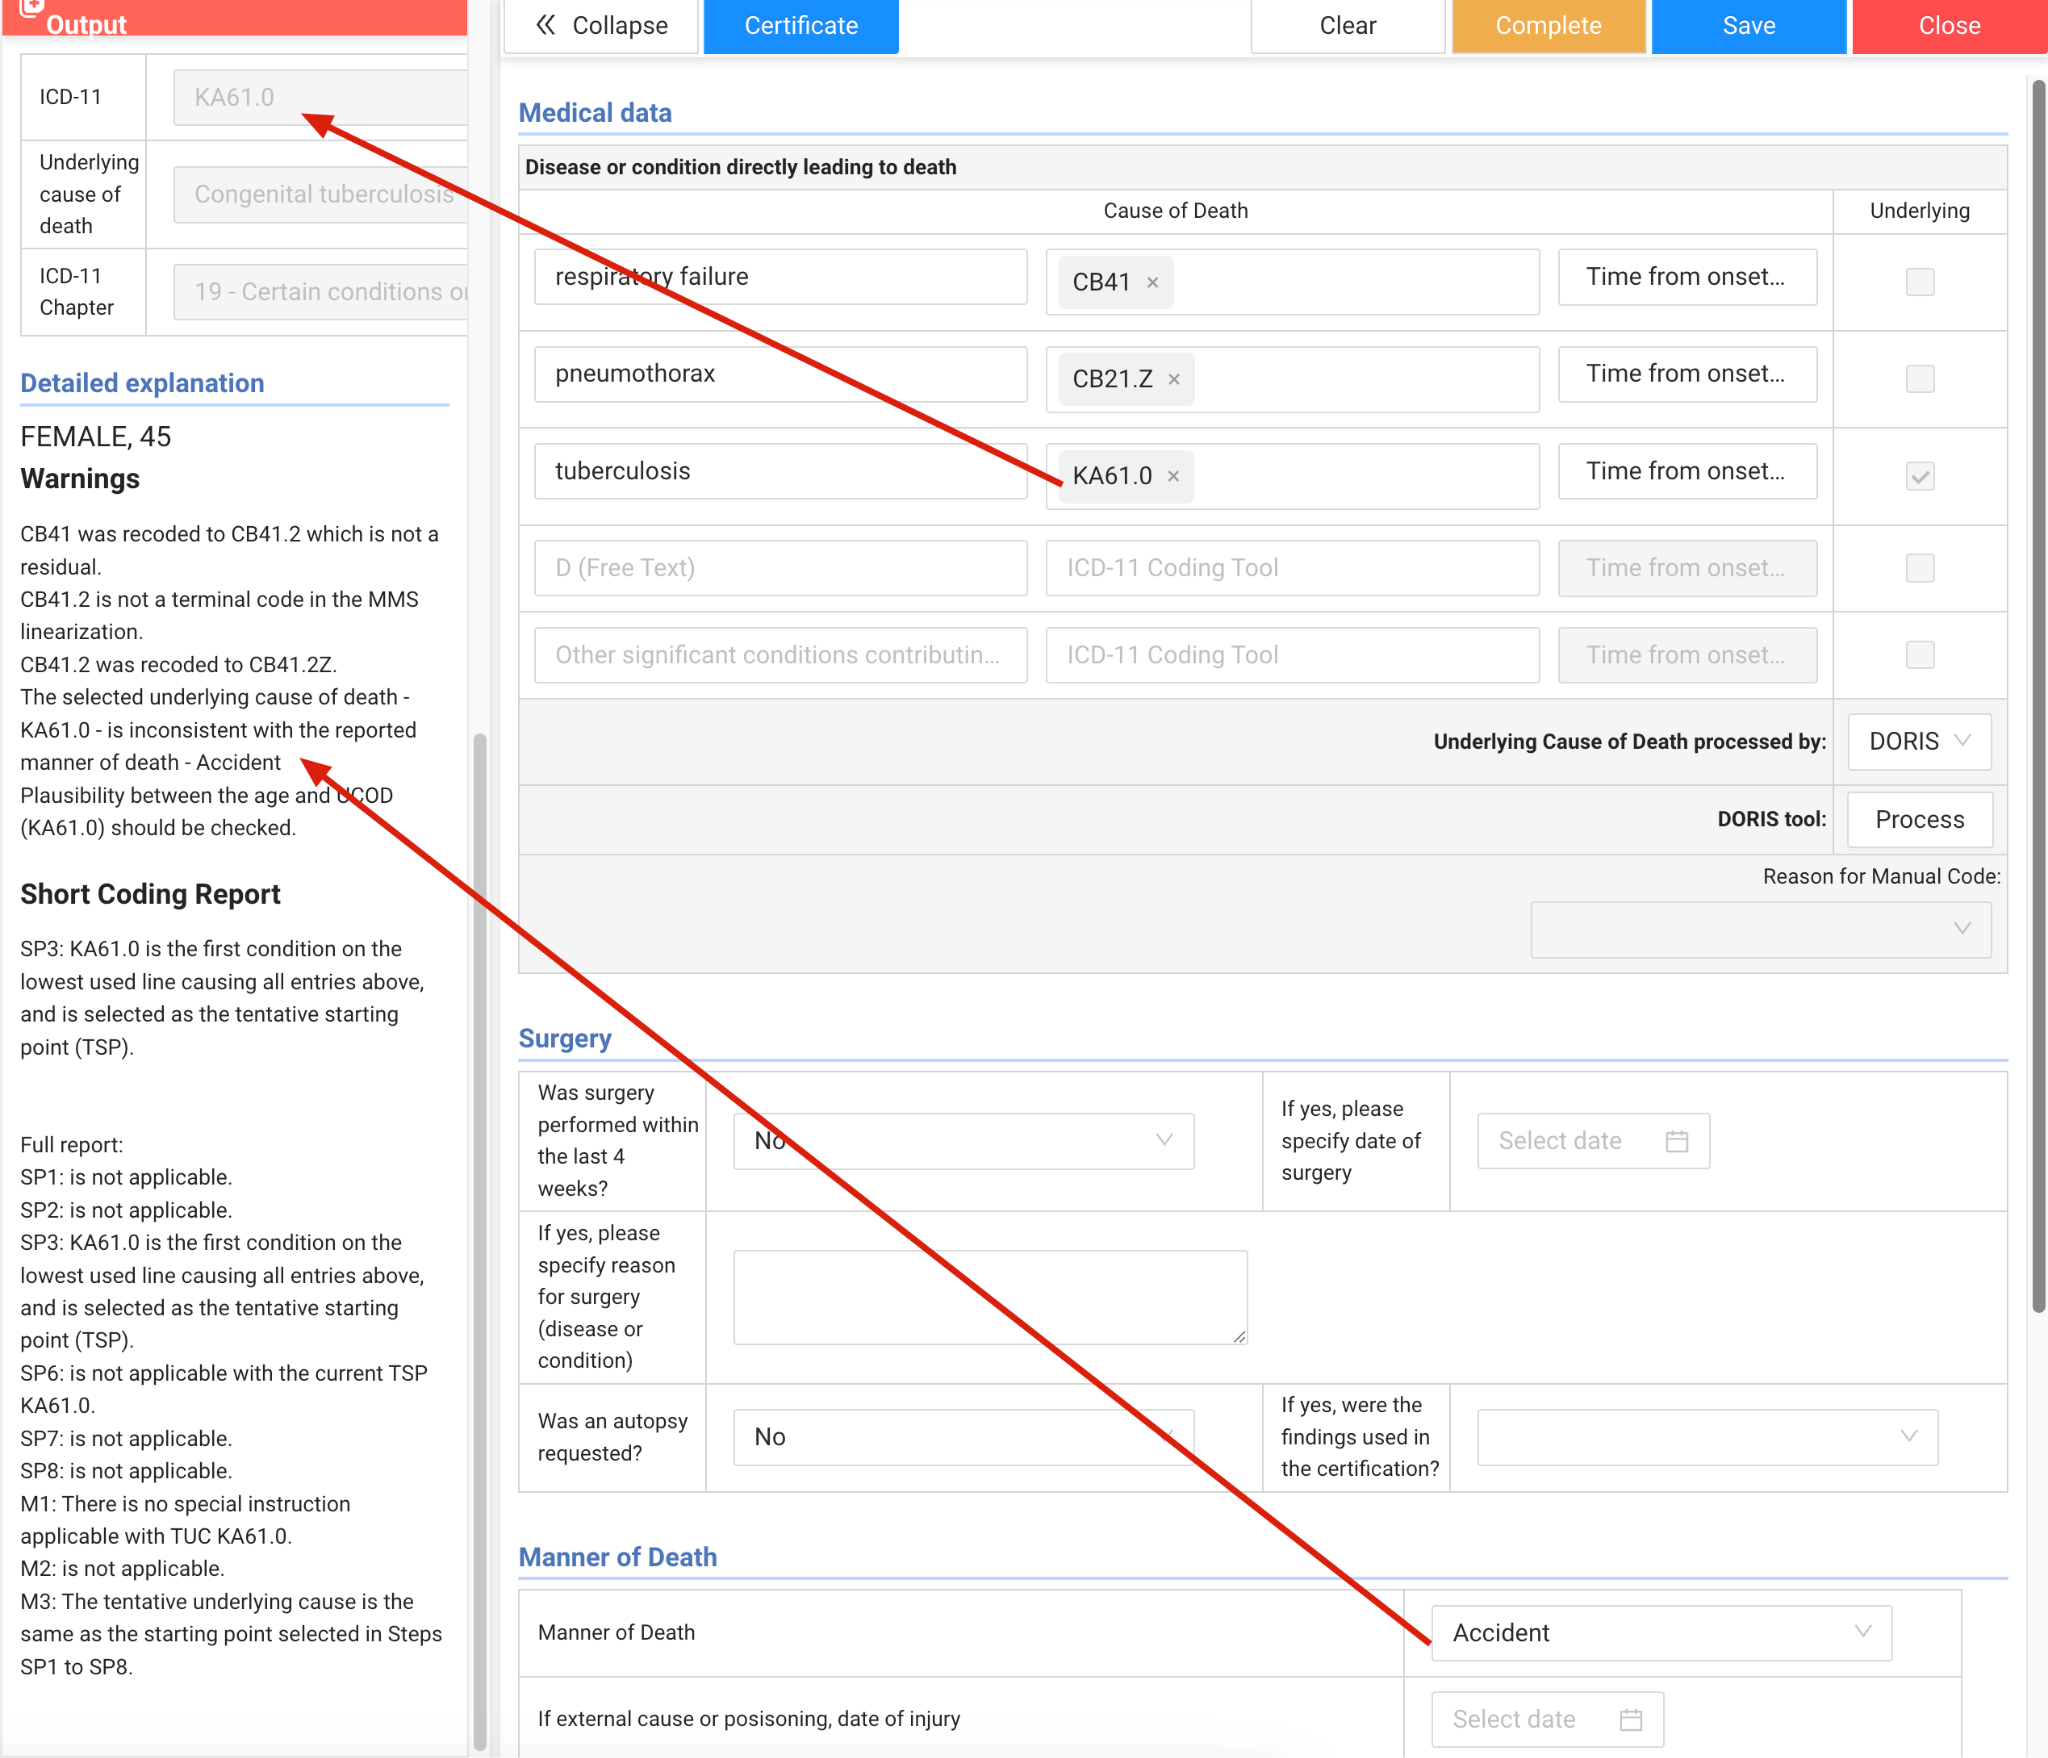 Output
Collapse
Certificate
Clear
Complete
Save
Close
ICD-11
KA61.0
Underlying
cause of
death
Congenital tuberculosis
ICD-11
Chapter
19 - Certain conditions or
Detailed explanation
FEMALE, 45
Warnings
CB41 was recoded to CB41.2 which is not a
residual.
CB41.2 is not a terminal code in the MMS
linearization.
CB41.2 was recoded to CB41.2Z.
The selected underlying cause of death -
KA61.0 - is inconsistent with the reported
manner of death - Accident
Plausibility between the age and UCOD
(KA61.0) should be checked.
Short Coding Report
SP3: KA61.0 is the first condition on the
lowest used line causing all entries above,
and is selected as the tentative starting
point (TSP).
Full report:
SP1: is not applicable.
SP2: is not applicable.
SP3: KA61.0 is the first condition on the
lowest used line causing all entries above,
and is selected as the tentative starting
point (TSP).
SP6: is not applicable with the current TSP
KA61.0.
SP7: is not applicable.
SP8: is not applicable.
M1: There is no special instruction
applicable with TUC KA61.0.
M2: is not applicable.
M3: The tentative underlying cause is the
same as the starting point selected in Steps
SP1 to SP8.
Medical data
Disease or condition directly leading to death
Cause of Death
Underlying
respiratory failure
CB41 ×
Time from onset...
pneumothorax
CB21.Z ×
Time from onset...
tuberculosis
KA61.0 ×
Time from onset...
D (Free Text)
ICD-11 Coding Tool
Time from onset...
Other significant conditions contributin...
ICD-11 Coding Tool
Time from onset...
Underlying Cause of Death processed by:
DORIS
DORIS tool:
Process
Reason for Manual Code:
Surgery
Was surgery
performed within
the last 4
weeks?
No
If yes, please
specify date of
surgery
Select date
If yes, please
specify reason
for surgery
(disease or
condition)
Was an autopsy
requested?
No
If yes, were the
findings used in
the certification?
Manner of Death
Manner of Death
Accident
If external cause or posisoning, date of injury
Select date